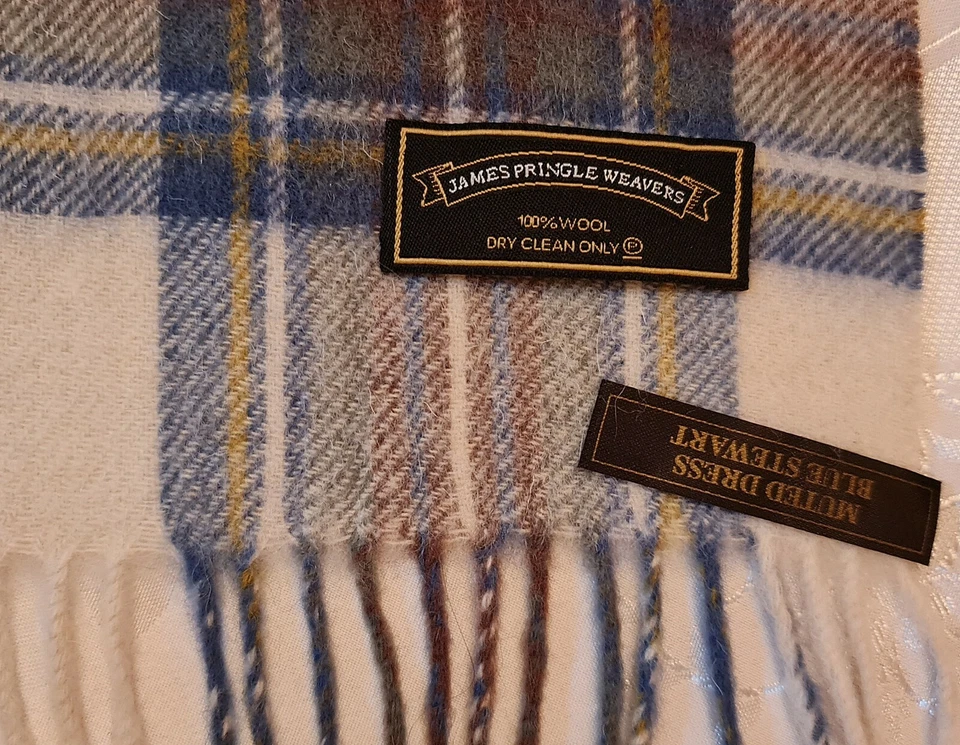 JAMES PRINGLE WEAVERS
100% WOOL
DRY CLEAN ONLY Ⓟ
MUTED DRESS
BLUE STEWART